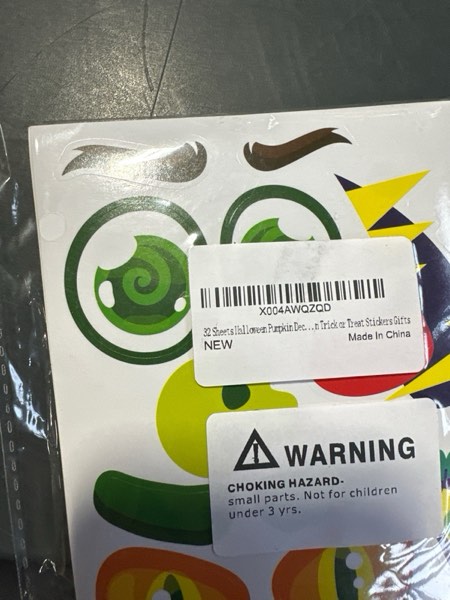 X004AWQZQD
32 Sheets Halloween Pumpkin Dec...n Trick or Treat Stickers Gifts
NEW Made In China
WARNING
CHOKING HAZARD-
small parts. Not for children
under 3 yrs.